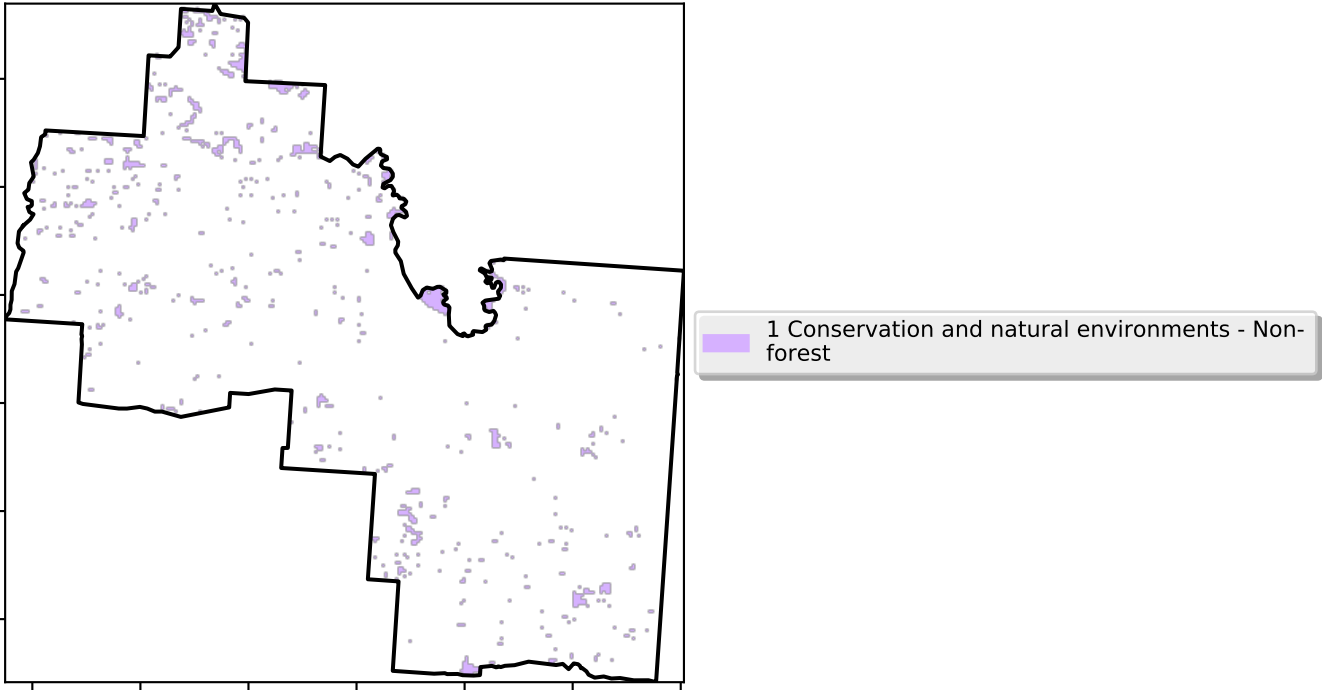 1 Conservation and natural environments - Non-
forest